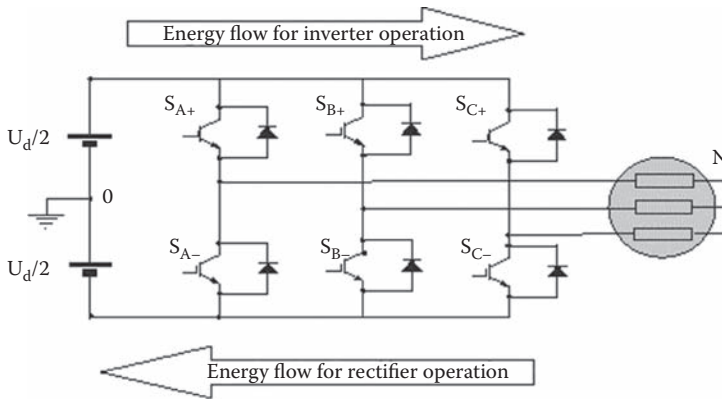 Energy flow for inverter operation
S_A+ S_B+ S_C+
U_d/2
N
0
S_A− S_B− S_C−
U_d/2
Energy flow for rectifier operation